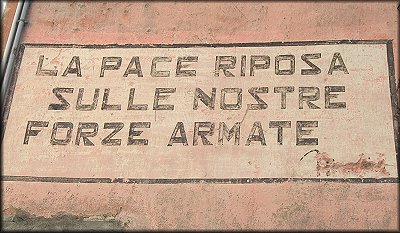 LA PACE RIPOSA
SULLE NOSTRE
FORZE ARMATE